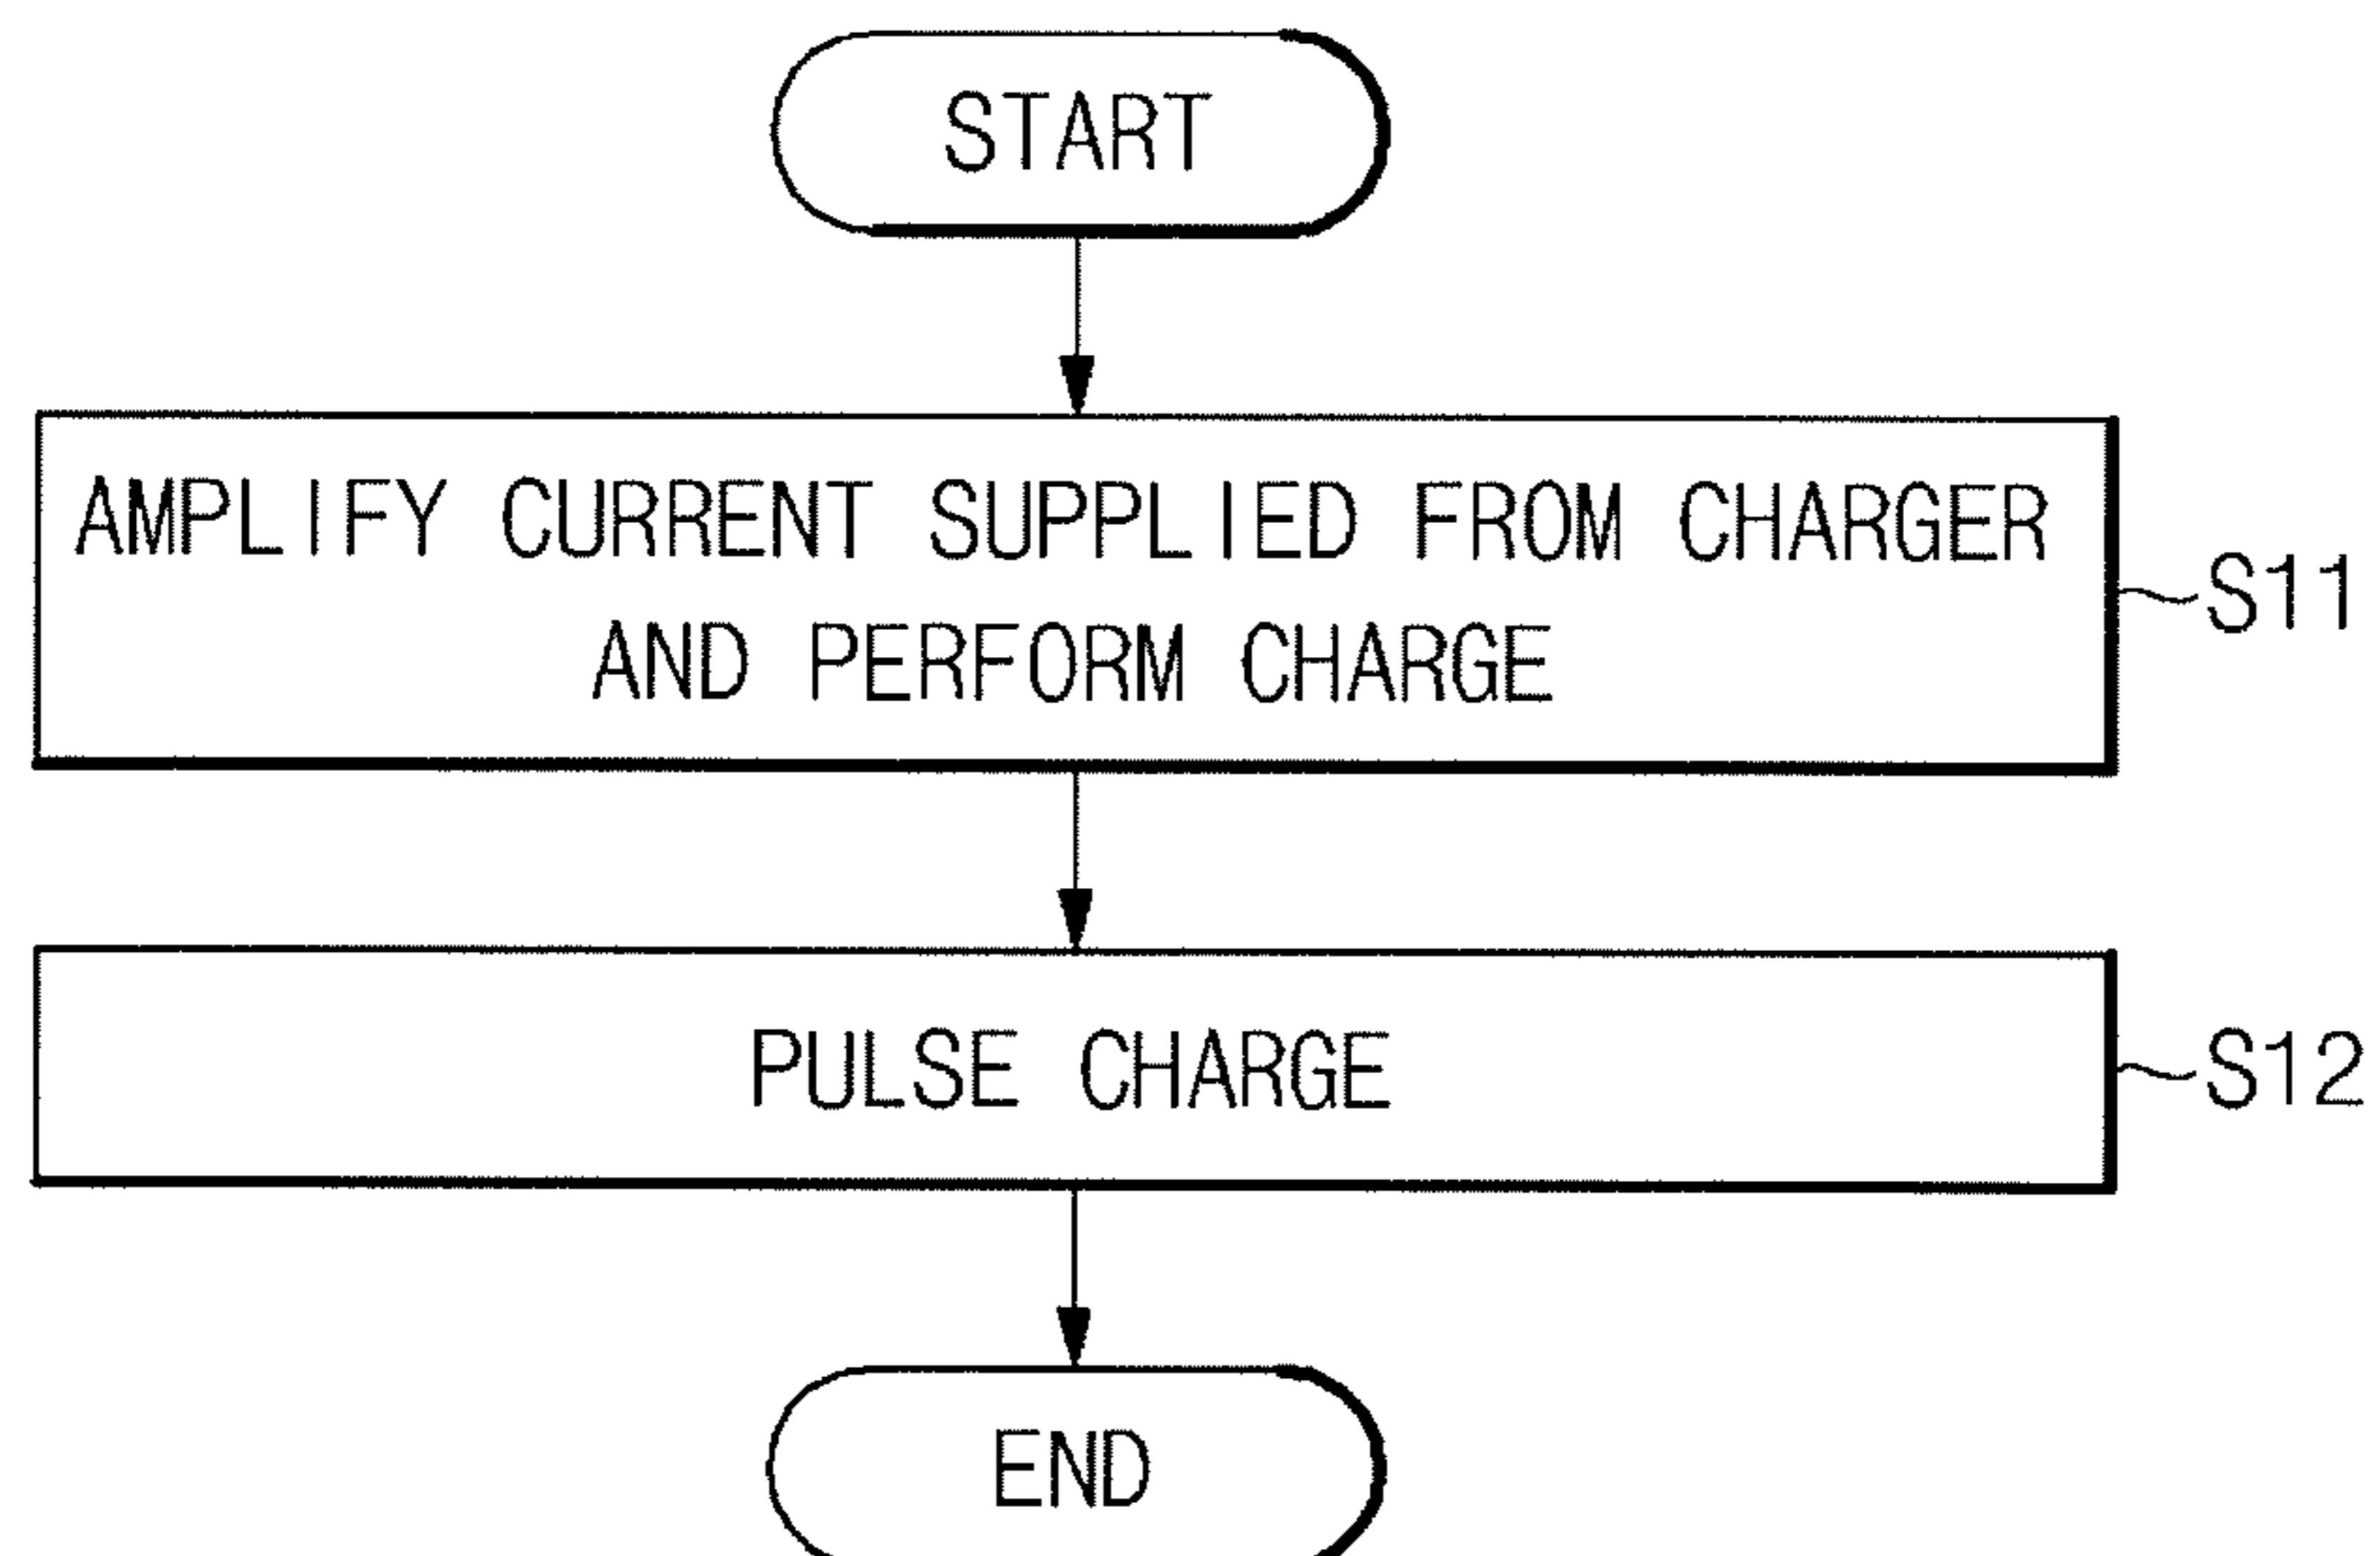 START
AMPLIFY CURRENT SUPPLIED FROM CHARGER
AND PERFORM CHARGE
S11
PULSE CHARGE
S12
END